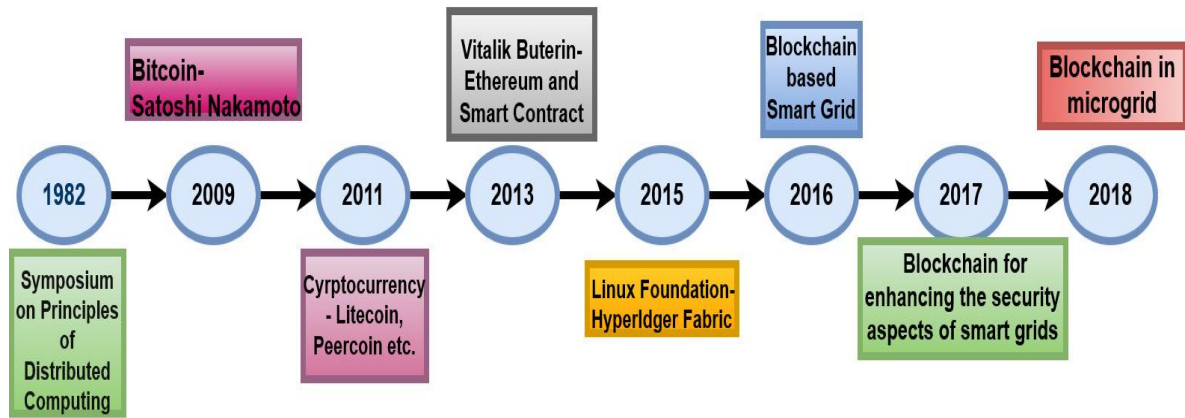 Bitcoin-
Satoshi Nakamoto
Vitalik Buterin-
Ethereum and
Smart Contract
Blockchain
based
Smart Grid
Blockchain in
microgrid
1982
2009
2011
2013
2015
2016
2017
2018
Symposium
on Principles
of
Distributed
Computing
Cyrptocurrency
- Litecoin,
Peercoin etc.
Linux Foundation-
Hyperldger Fabric
Blockchain for
enhancing the security
aspects of smart grids